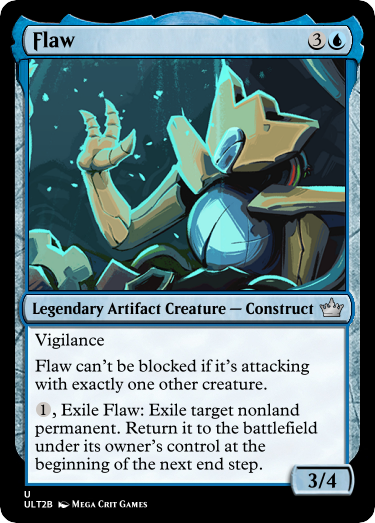 Flaw 3
Legendary Artifact Creature — Construct
Vigilance
Flaw can't be blocked if it's attacking
with exactly one other creature.
1, Exile Flaw: Exile target nonland
permanent. Return it to the battlefield
under its owner's control at the
beginning of the next end step.
3/4
U
ULT2B Mega Crit Games